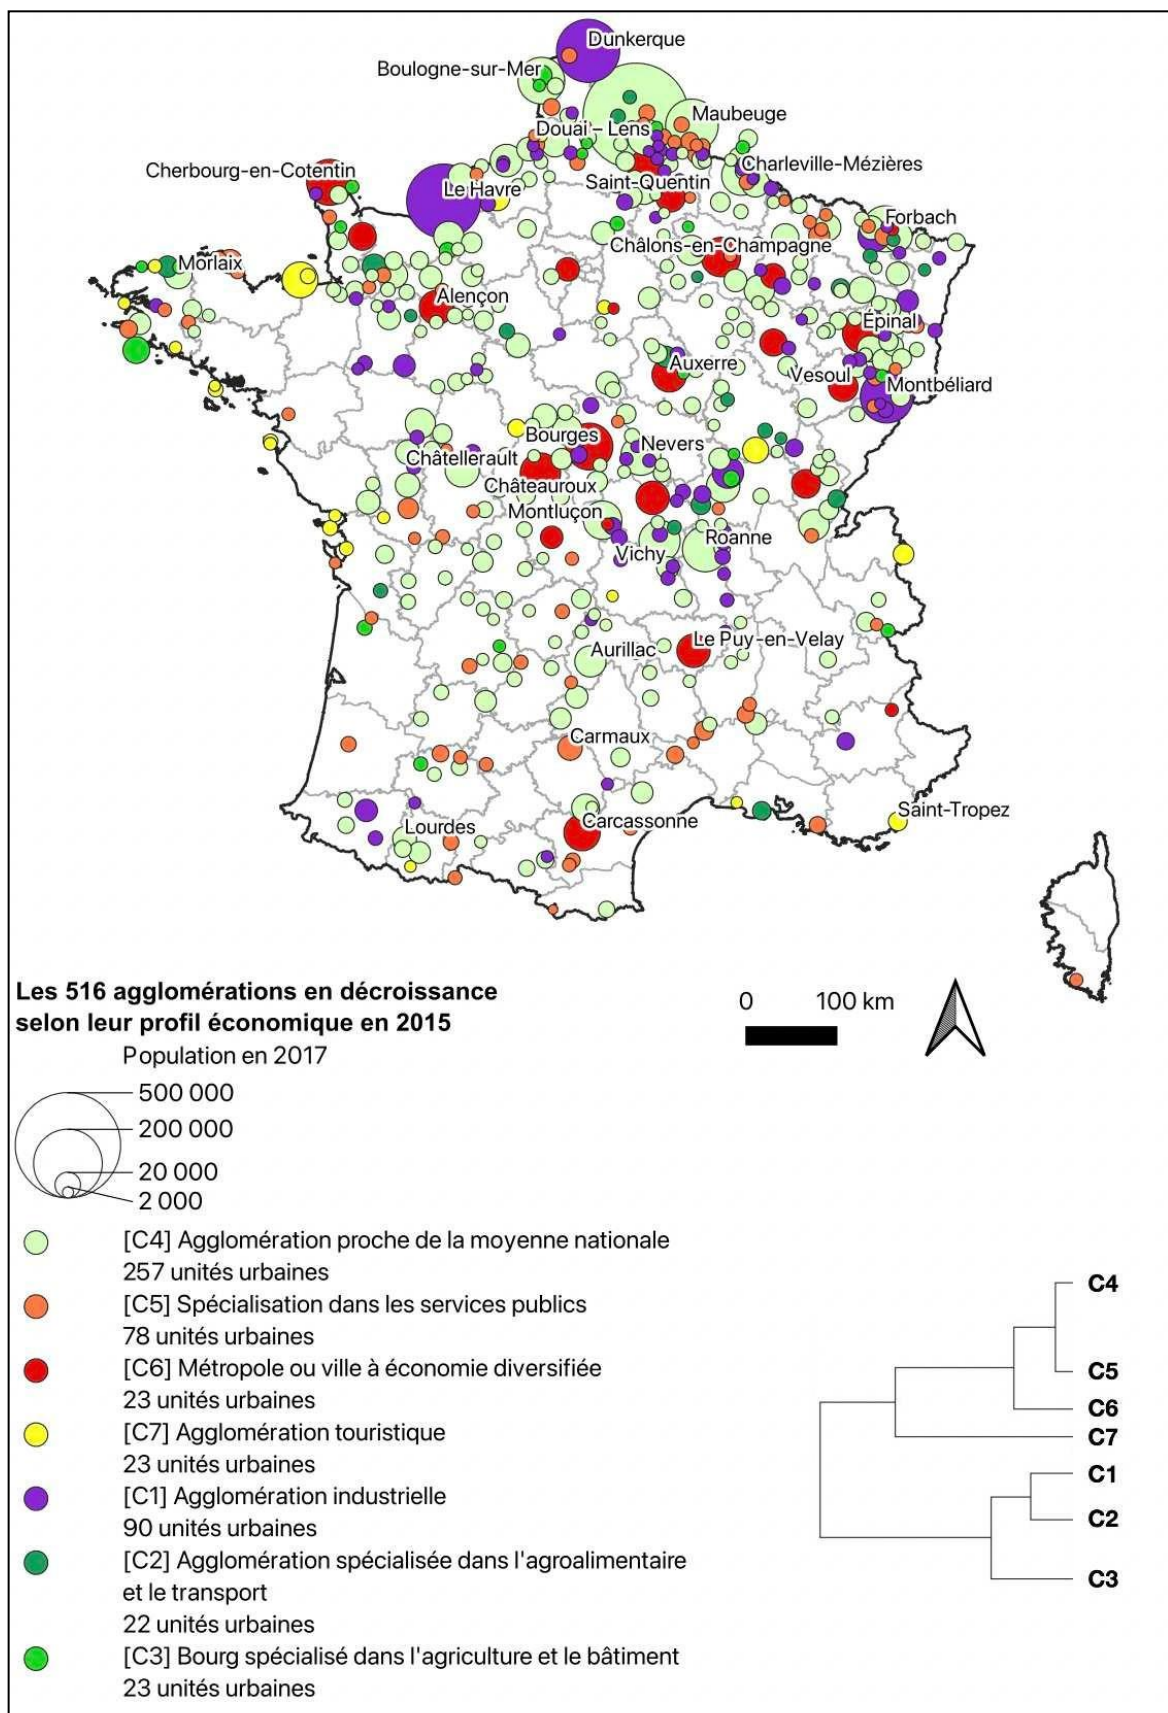 Dunkerque
Boulogne-sur-Mer
Maubeuge
Douai – Lens
Charleville-Mézières
Cherbourg-en-Cotentin
Saint-Quentin
Le Havre
Forbach
Châlons-en-Champagne
Morlaix
Alençon
Épinal
Auxerre
Vesoul
Montbéliard
Bourges
Nevers
Châtellerault
Châteauroux
Montluçon
Roanne
Vichy
Le Puy-en-Velay
Aurillac
Carmaux
Saint-Tropez
Carcassonne
Lourdes
Les 516 agglomérations en décroissance
selon leur profil économique en 2015
0 100 km
Population en 2017
500 000
200 000
20 000
2 000
[C4] Agglomération proche de la moyenne nationale
257 unités urbaines
[C5] Spécialisation dans les services publics
78 unités urbaines
[C6] Métropole ou ville à économie diversifiée
23 unités urbaines
[C7] Agglomération touristique
23 unités urbaines
[C1] Agglomération industrielle
90 unités urbaines
[C2] Agglomération spécialisée dans l'agroalimentaire
et le transport
22 unités urbaines
[C3] Bourg spécialisé dans l'agriculture et le bâtiment
23 unités urbaines
C4
C5
C6
C7
C1
C2
C3